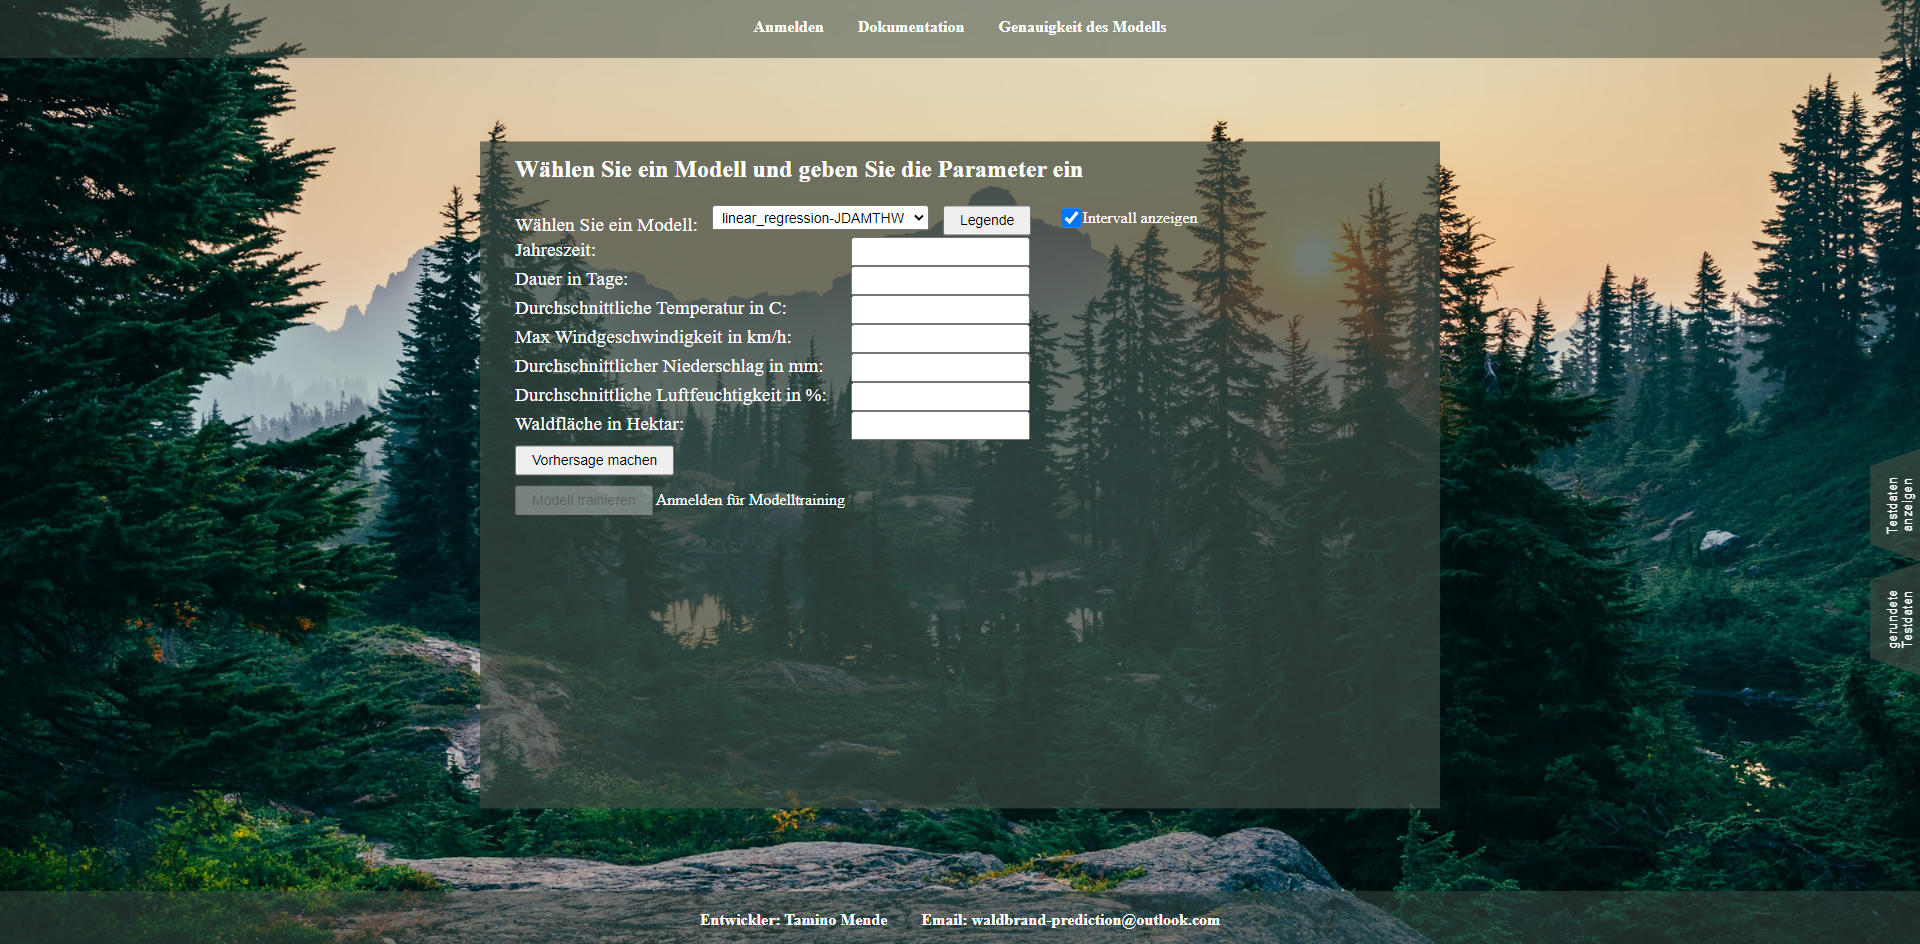 Anmelden Dokumentation Genauigkeit des Modells
Wählen Sie ein Modell und geben Sie die Parameter ein
Wählen Sie ein Modell: linear_regression-JDAMTHW Legende Intervall anzeigen
Jahreszeit:
Dauer in Tage:
Durchschnittliche Temperatur in C:
Max Windgeschwindigkeit in km/h:
Durchschnittlicher Niederschlag in mm:
Durchschnittliche Luftfeuchtigkeit in %:
Waldfläche in Hektar:
Vorhersage machen
Modell trainieren Anmelden für Modelltraining
Testdaten
anzeigen
gerundete
Testdaten
Entwickler: Tamino Mende Email: waldbrand-prediction@outlook.com